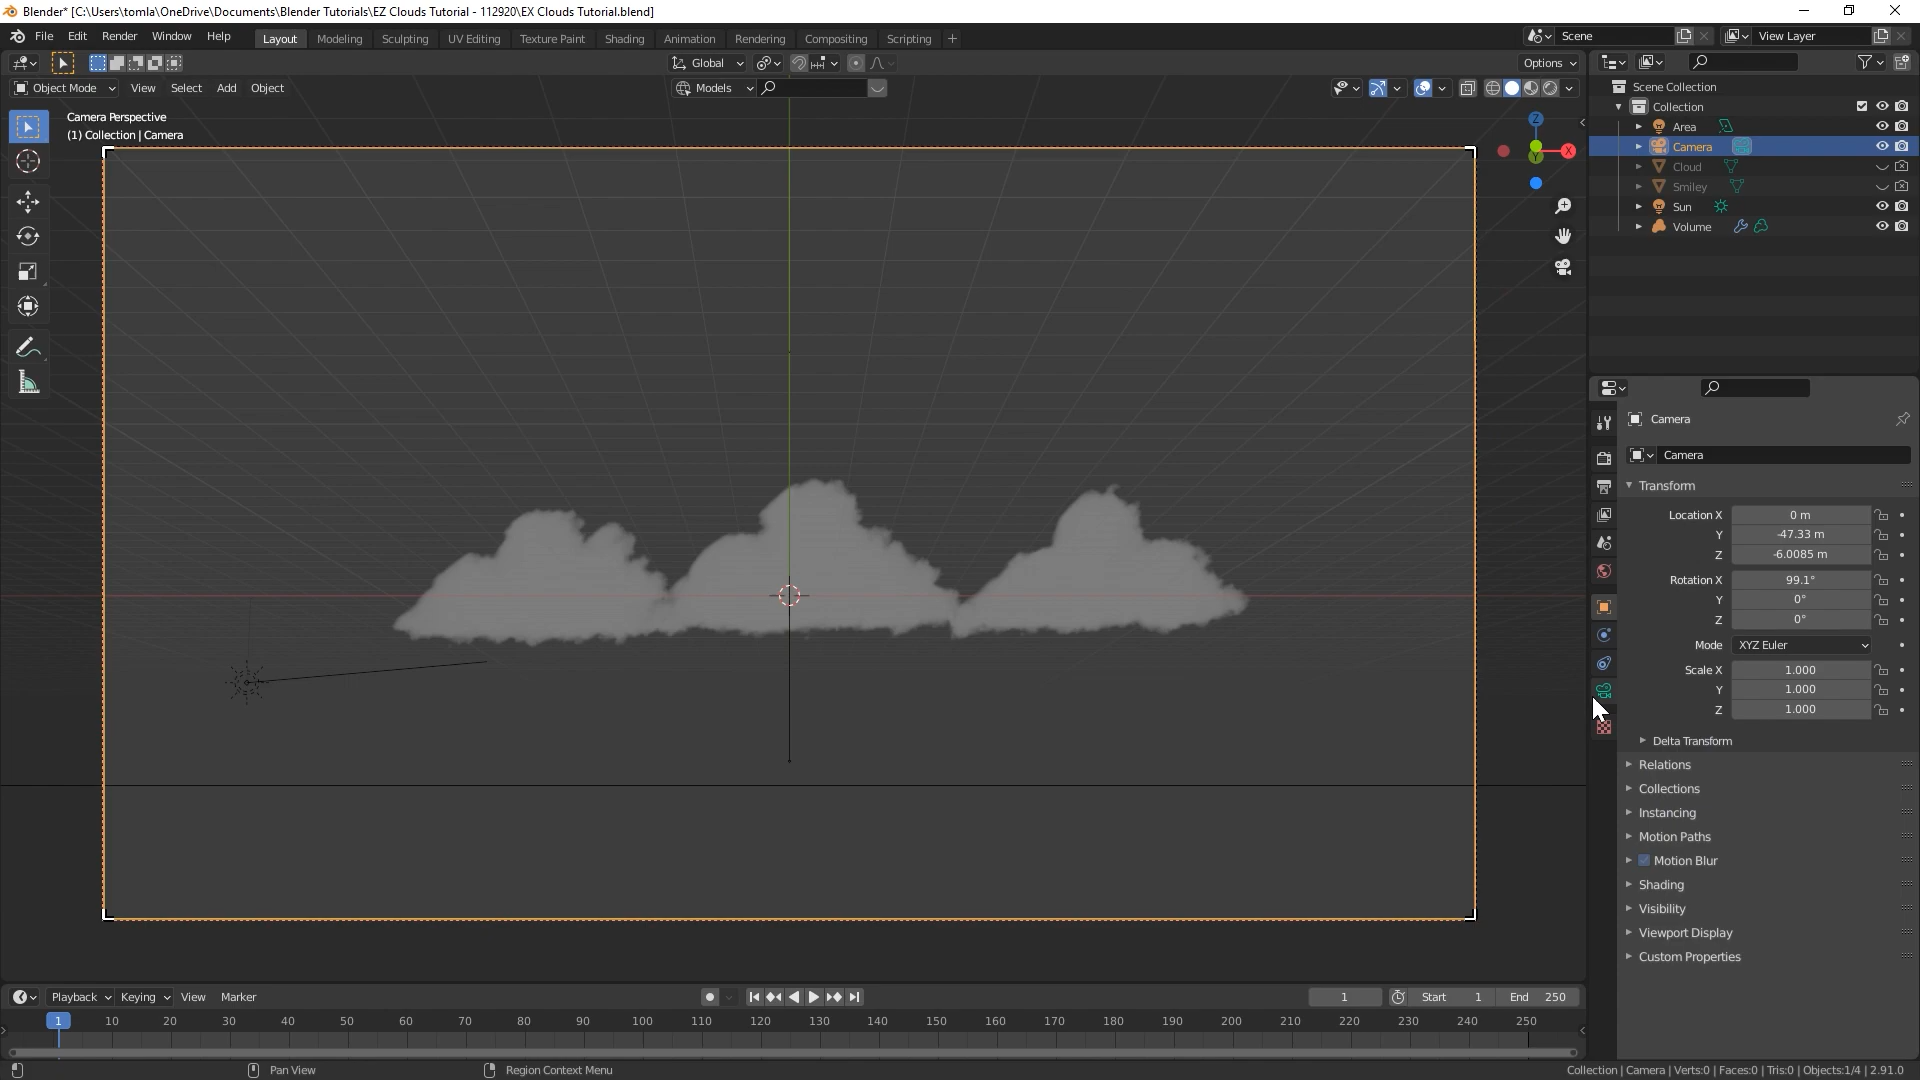 Blender* [C:\Users\tomla\OneDrive\Documents\Blender Tutorials\EZ Clouds Tutorial - 112920\EX Clouds Tutorial.blend]
File Edit Render Window Help Layout Modeling Sculpting UV Editing Texture Paint Shading Animation Rendering Compositing Scripting + Scene View Layer
Global Options
Object Mode View Select Add Object Models
Camera Perspective
(1) Collection | Camera
Z
X
Y
Scene Collection
Collection
Area
Camera
Cloud
Smiley
Sun
Volume
Camera
Camera
Transform
Location X 0 m
Y -47.33 m
Z -6.0085 m
Rotation X 99.1°
Y 0°
Z 0°
Mode XYZ Euler
Scale X 1.000
Y 1.000
Z 1.000
Delta Transform
Relations
Collections
Instancing
Motion Paths
Motion Blur
Shading
Visibility
Viewport Display
Custom Properties
Playback Keying View Marker 1 Start 1 End 250
1 10 20 30 40 50 60 70 80 90 100 110 120 130 140 150 160 170 180 190 200 210 220 230 240 250
Pan View Region Context Menu Collection | Camera | Verts:0 | Faces:0 | Tris:0 | Objects:1/4 | 2.91.0